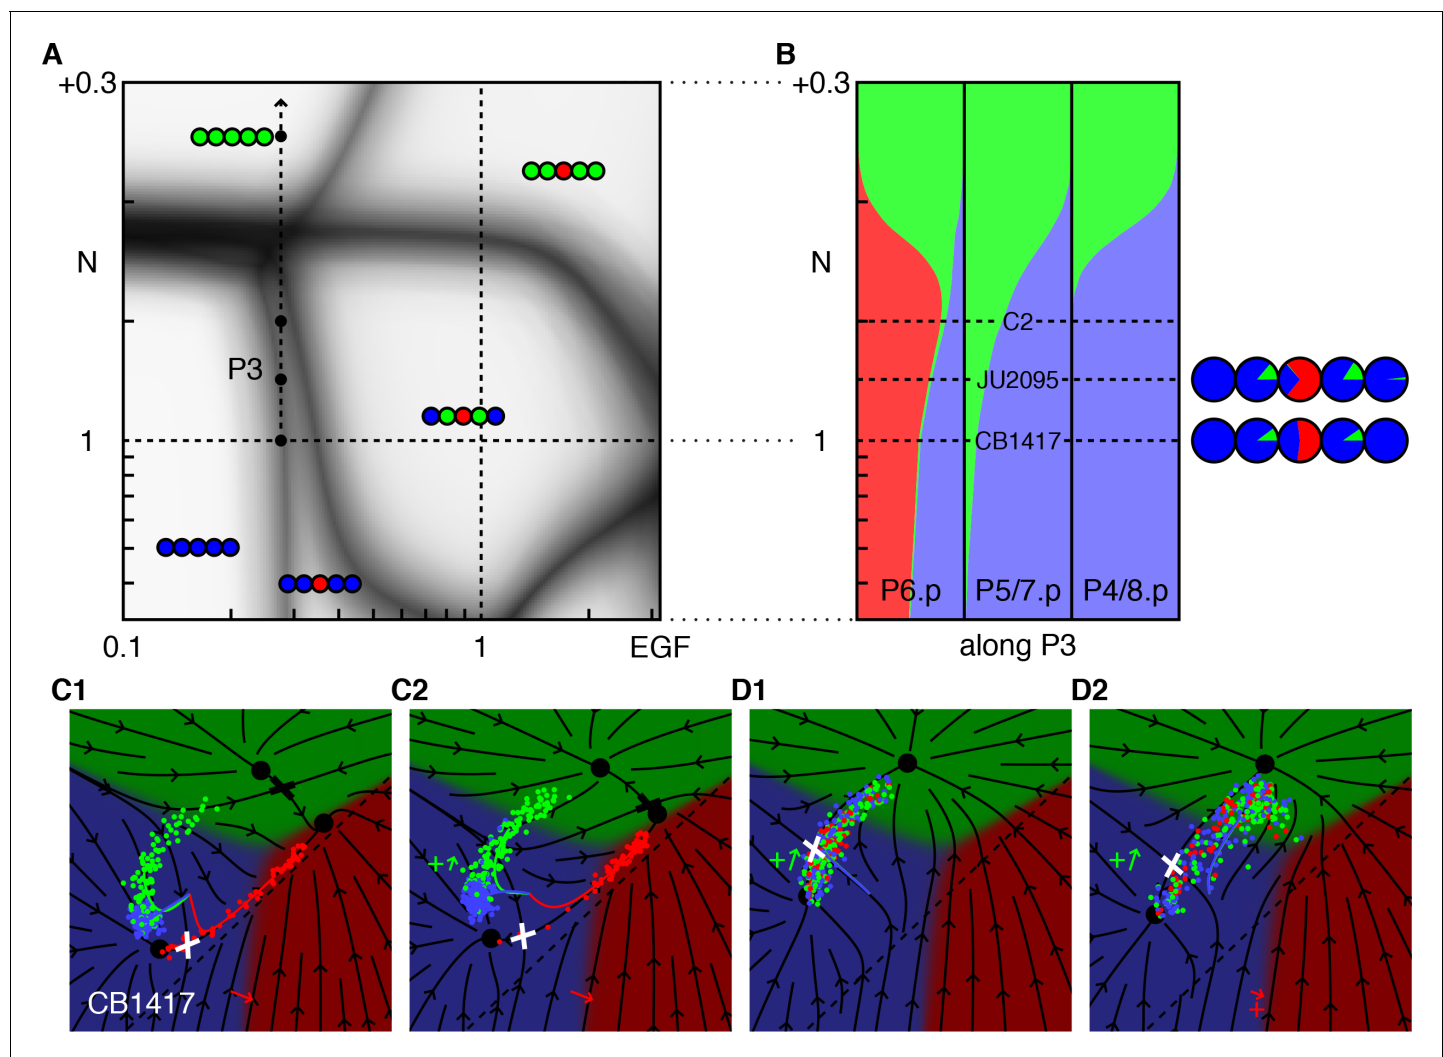 A
B
+0.3
+0.3
N
N
C2
P3
JU2095
1
1
CB1417
P6.p
P5/7.p
P4/8.p
0.1
1
EGF
along P3
C1
C2
D1
D2
+
+
+
+
CB1417